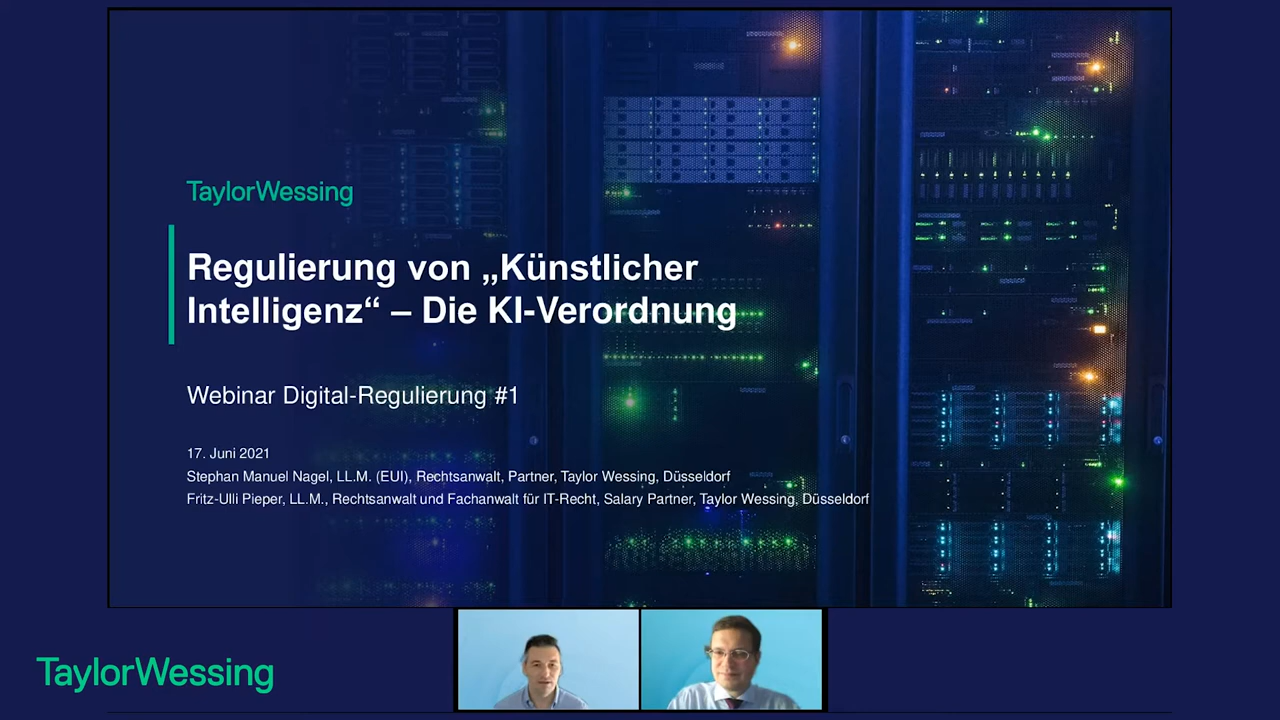 TaylorWessing
Regulierung von „Künstlicher
Intelligenz“ – Die KI-Verordnung
Webinar Digital-Regulierung #1
17. Juni 2021
Stephan Manuel Nagel, LL.M. (EUI), Rechtsanwalt, Partner, Taylor Wessing, Düsseldorf
Fritz-Ulli Pieper, LL.M., Rechtsanwalt und Fachanwalt für IT-Recht, Salary Partner, Taylor Wessing, Düsseldorf
TaylorWessing